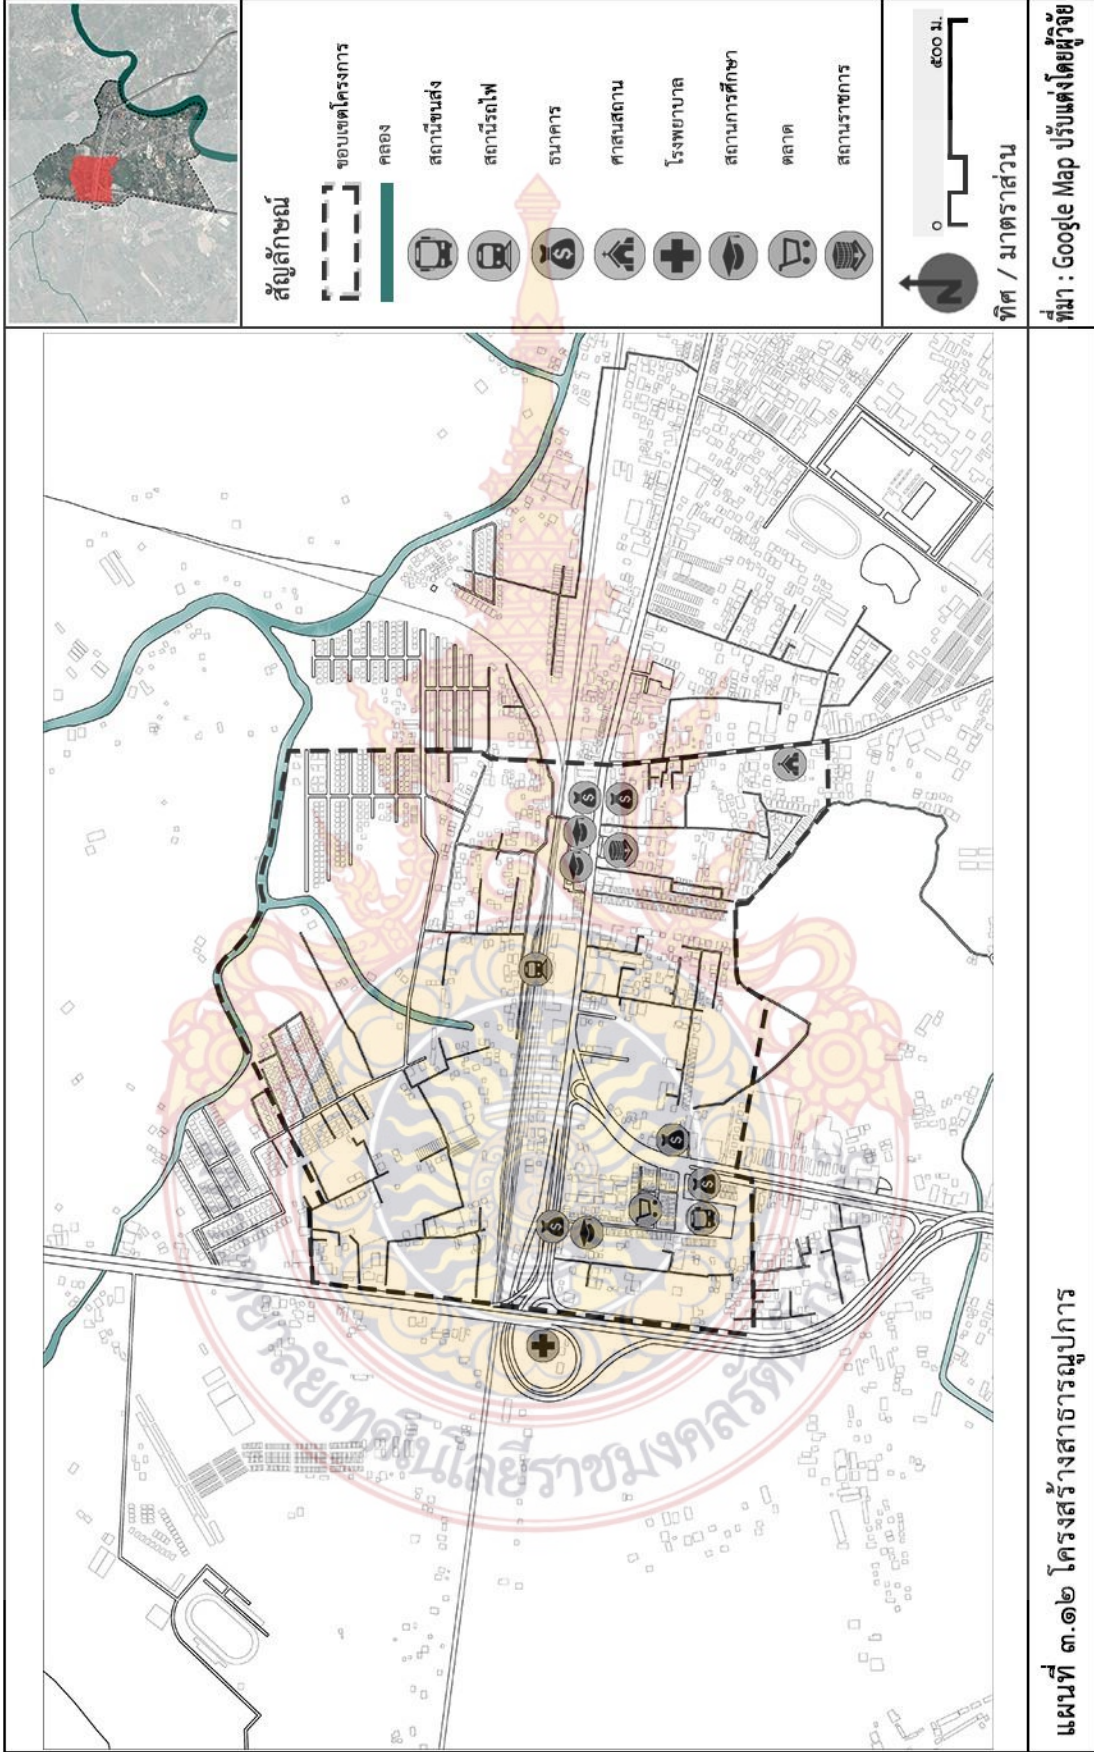 สัญลักษณ์
ขอบเขตโครงการ
คลอง
สถานีขนส่ง
สถานีรถไฟ
ธนาคาร
ศาสนสถาน
โรงพยาบาล
สถานการศึกษา
ตลาด
สถานราชการ
N
๐ ๕๐๐ ม.
ทิศ / มาตราส่วน
แผนที่ ๓.๑๒ โครงสร้างสาธารณูปการ
ที่มา : Google Map ปรับแต่งโดยผู้วิจัย